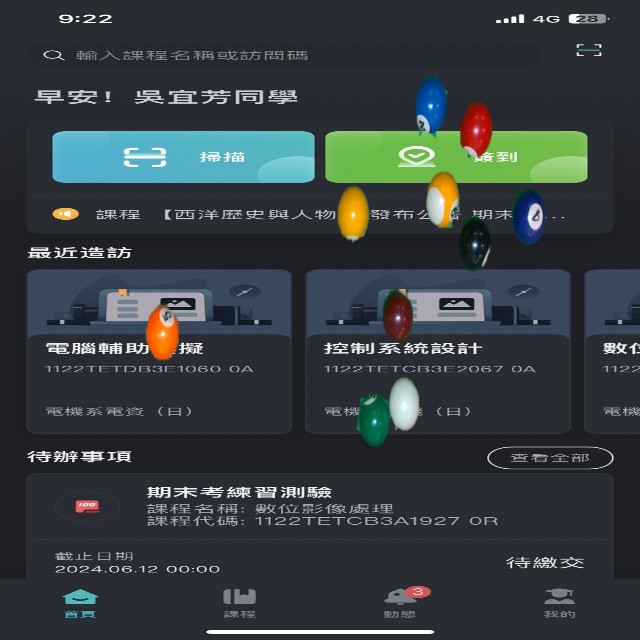 9:22
4G 28
輸入課程名稱或訪問碼
早安！吳宜芳同學
掃描
簽到
課程 【西洋歷史與人物 發布公告 期末 ...
最近造訪
電腦輔助 擬
1122TETDB3E1060 0A
電機系電資（日）
控制系統設計
1122TETCB3E2067 0A
電機 （日）
數位
1122
電機
待辦事項
查看全部
100
期末考練習測驗
課程名稱: 數位影像處理
課程代碼: 1122TETCB3A1927 0R
截止日期
2024.06.12 00:00
待繳交
首頁
課程
3
動態
我的